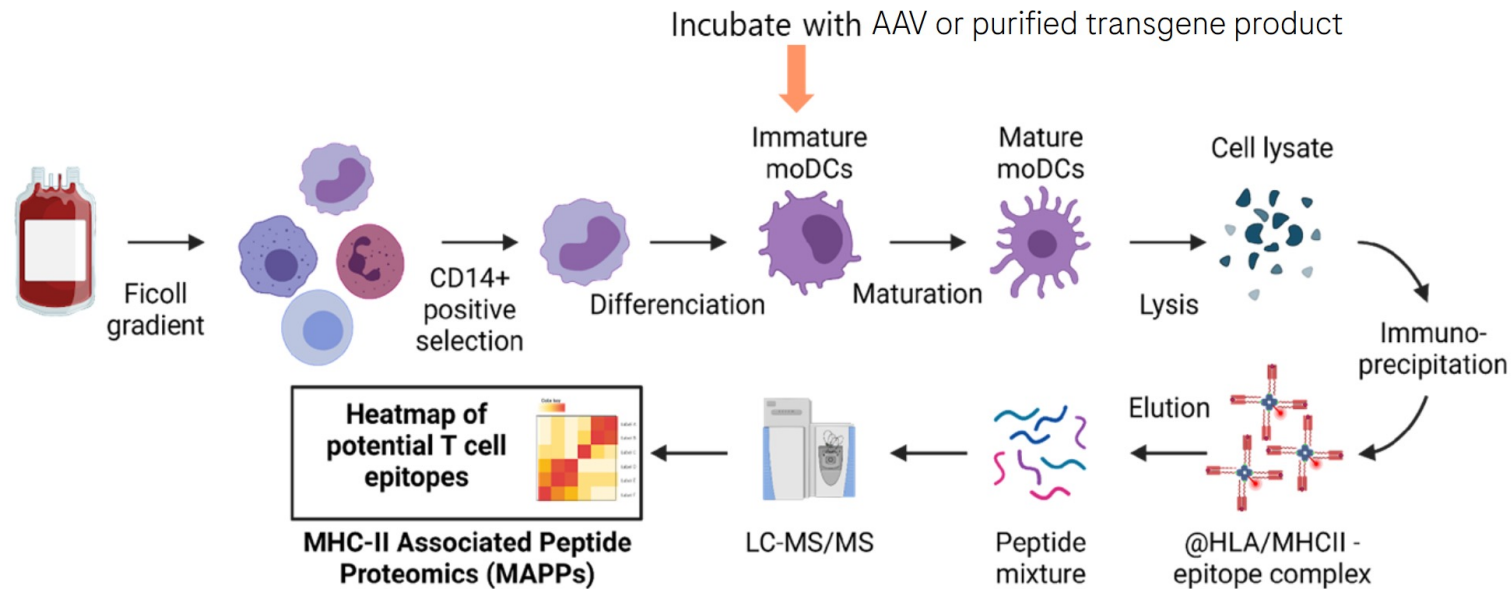 Incubate with AAV or purified transgene product
Immature
moDCs
Mature
moDCs
Cell lysate
Ficoll
gradient
CD14+
positive
selection
Differenciation
Maturation
Lysis
Immuno-
precipitation
Elution
Heatmap of
potential T cell
epitopes
MHC-II Associated Peptide
Proteomics (MAPPs)
LC-MS/MS
Peptide
mixture
@HLA/MHCII -
epitope complex